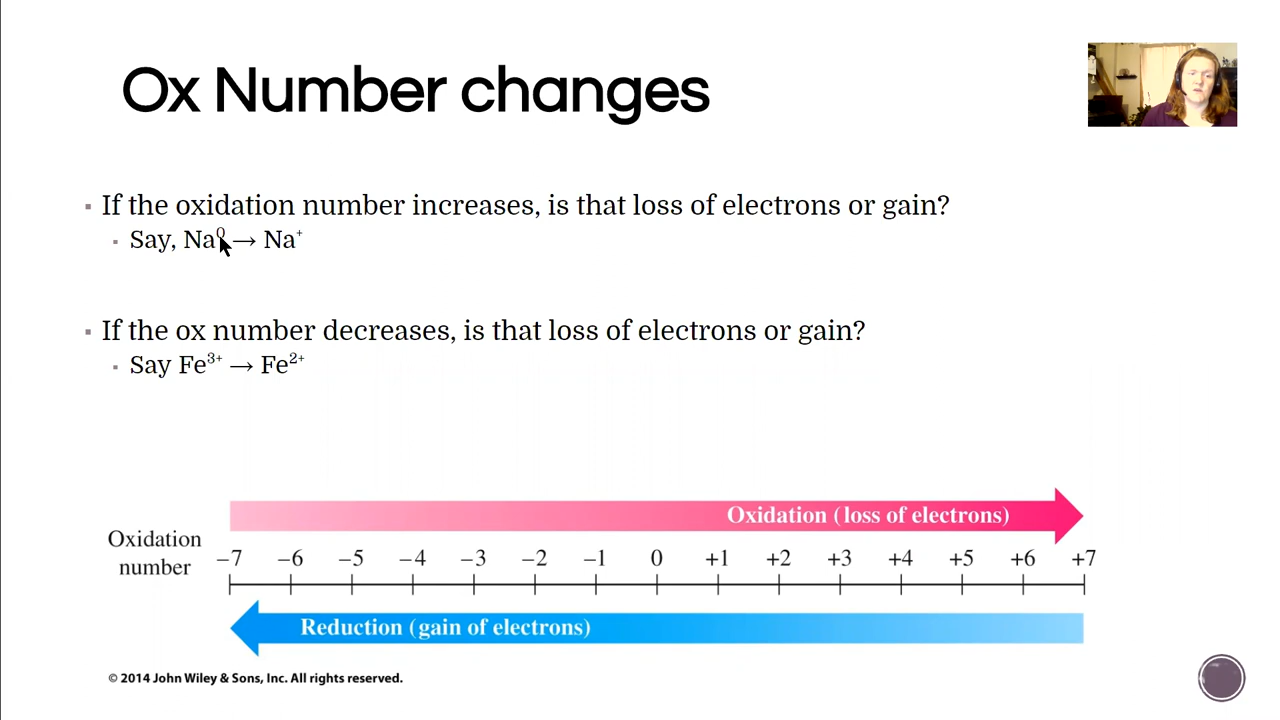 Ox Number changes
▪ If the oxidation number increases, is that loss of electrons or gain?
▪ Say, Na⁰ → Na⁺
▪ If the ox number decreases, is that loss of electrons or gain?
▪ Say Fe³⁺ → Fe²⁺
Oxidation (loss of electrons)
Oxidation
number
−7 −6 −5 −4 −3 −2 −1 0 +1 +2 +3 +4 +5 +6 +7
Reduction (gain of electrons)
© 2014 John Wiley & Sons, Inc. All rights reserved.